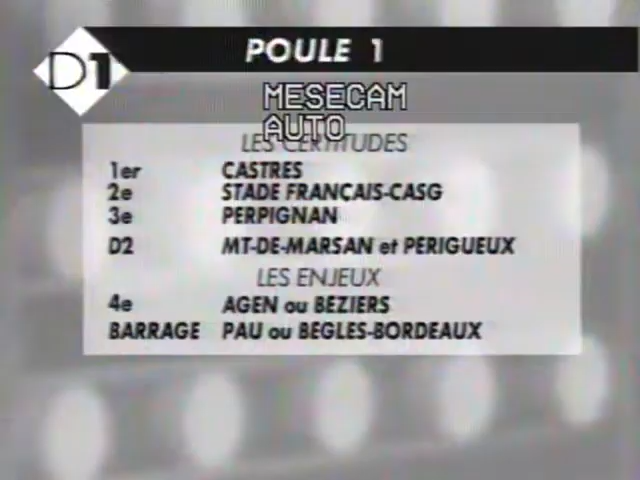 D1
POULE 1
MESECAM
AUTO
LES CERTITUDES
1er CASTRES
2e STADE FRANCAIS-CASG
3e PERPIGNAN
D2 MT-DE-MARSAN et PERIGUEUX
LES ENJEUX
4e AGEN ou BEZIERS
BARRAGE PAU ou BEGLES-BORDEAUX